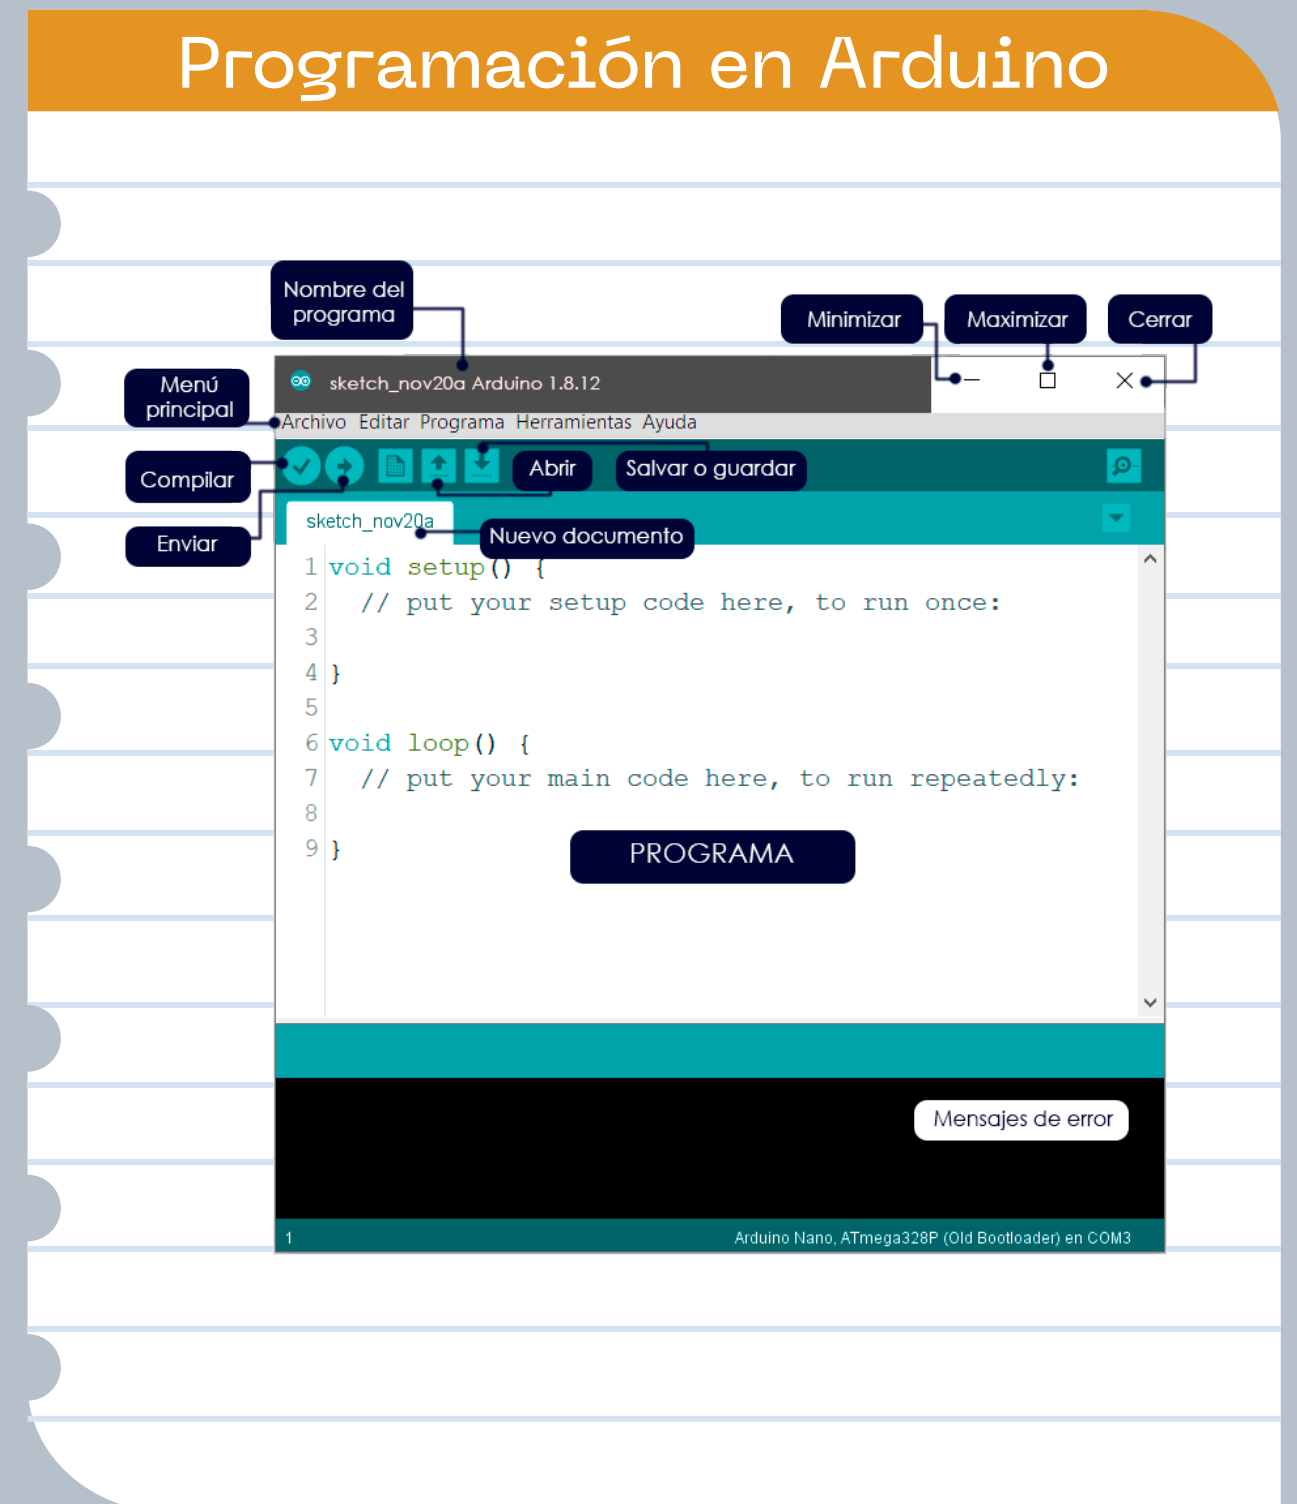 Programación en Arduino
Nombre del
programa
Minimizar
Maximizar
Cerrar
Menú
principal
sketch_nov20a Arduino 1.8.12
Archivo Editar Programa Herramientas Ayuda
Compilar
Abrir
Salvar o guardar
Enviar
sketch_nov20a
Nuevo documento
1 void setup() {
2 // put your setup code here, to run once:
3
4 }
5
6 void loop() {
7 // put your main code here, to run repeatedly:
8
9 }
PROGRAMA
Mensajes de error
1
Arduino Nano, ATmega328P (Old Bootloader) en COM3